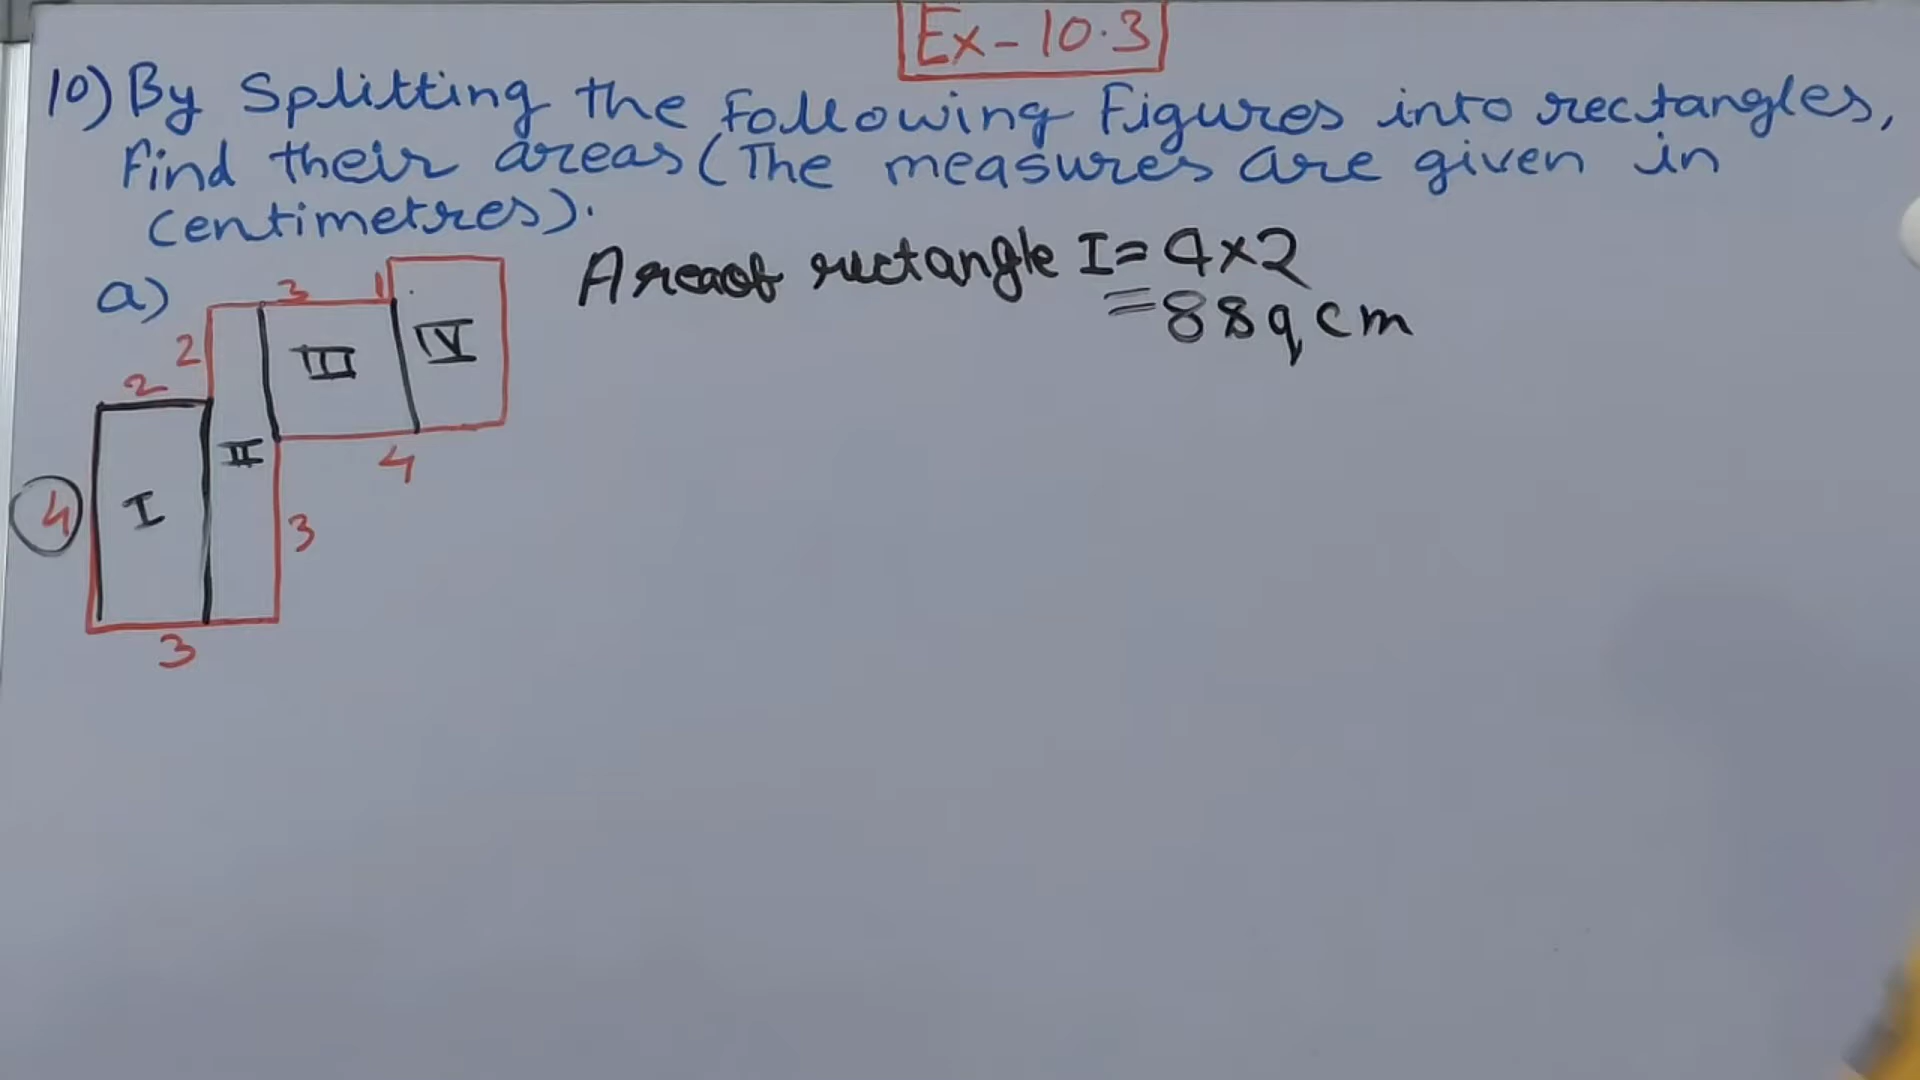 Ex-10.3
10) By Splitting the Following Figures into rectangles,
Find their areas (The measures are given in
Centimetres).
a)
Area of rectangle I = 4×2
= 8 Sq cm
3
1
2
III
IV
2
II
4
4
I
3
3